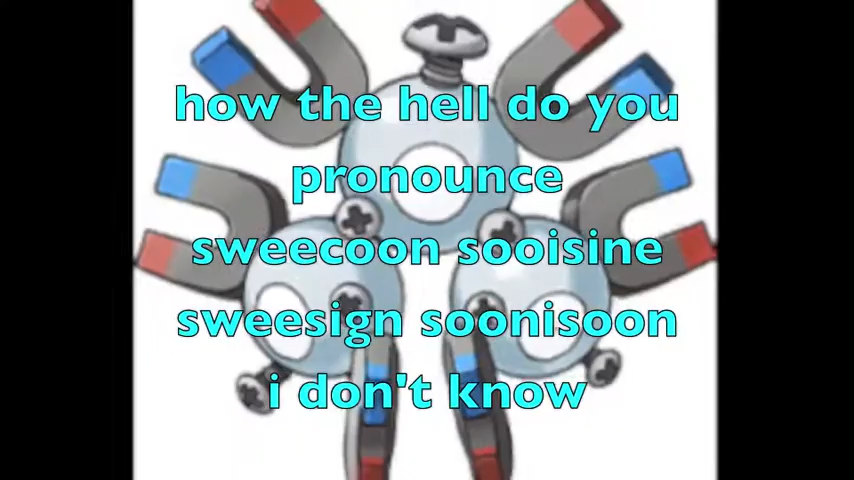 how the hell do you
pronounce
sweecoon sooisine
sweesign soonisoon
i don't know